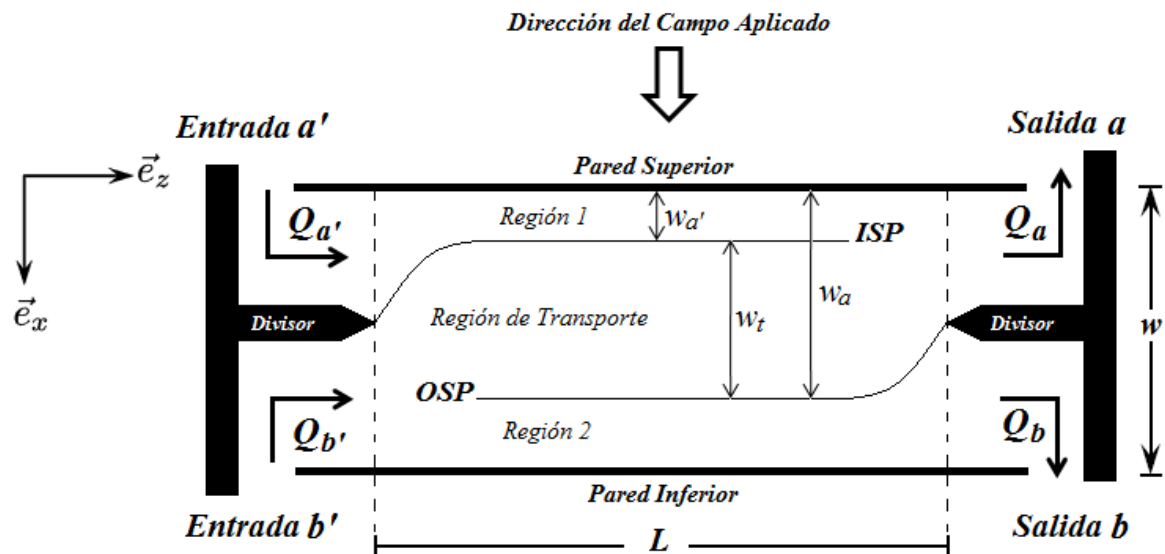 Dirección del Campo Aplicado
Entrada a'
Salida a
e_z
Pared Superior
Q_a'
Región 1
w_a'
ISP
Q_a
e_x
Divisor
Región de Transporte
w_t
w_a
Divisor
w
OSP
Q_b'
Región 2
Q_b
Pared Inferior
Entrada b'
L
Salida b